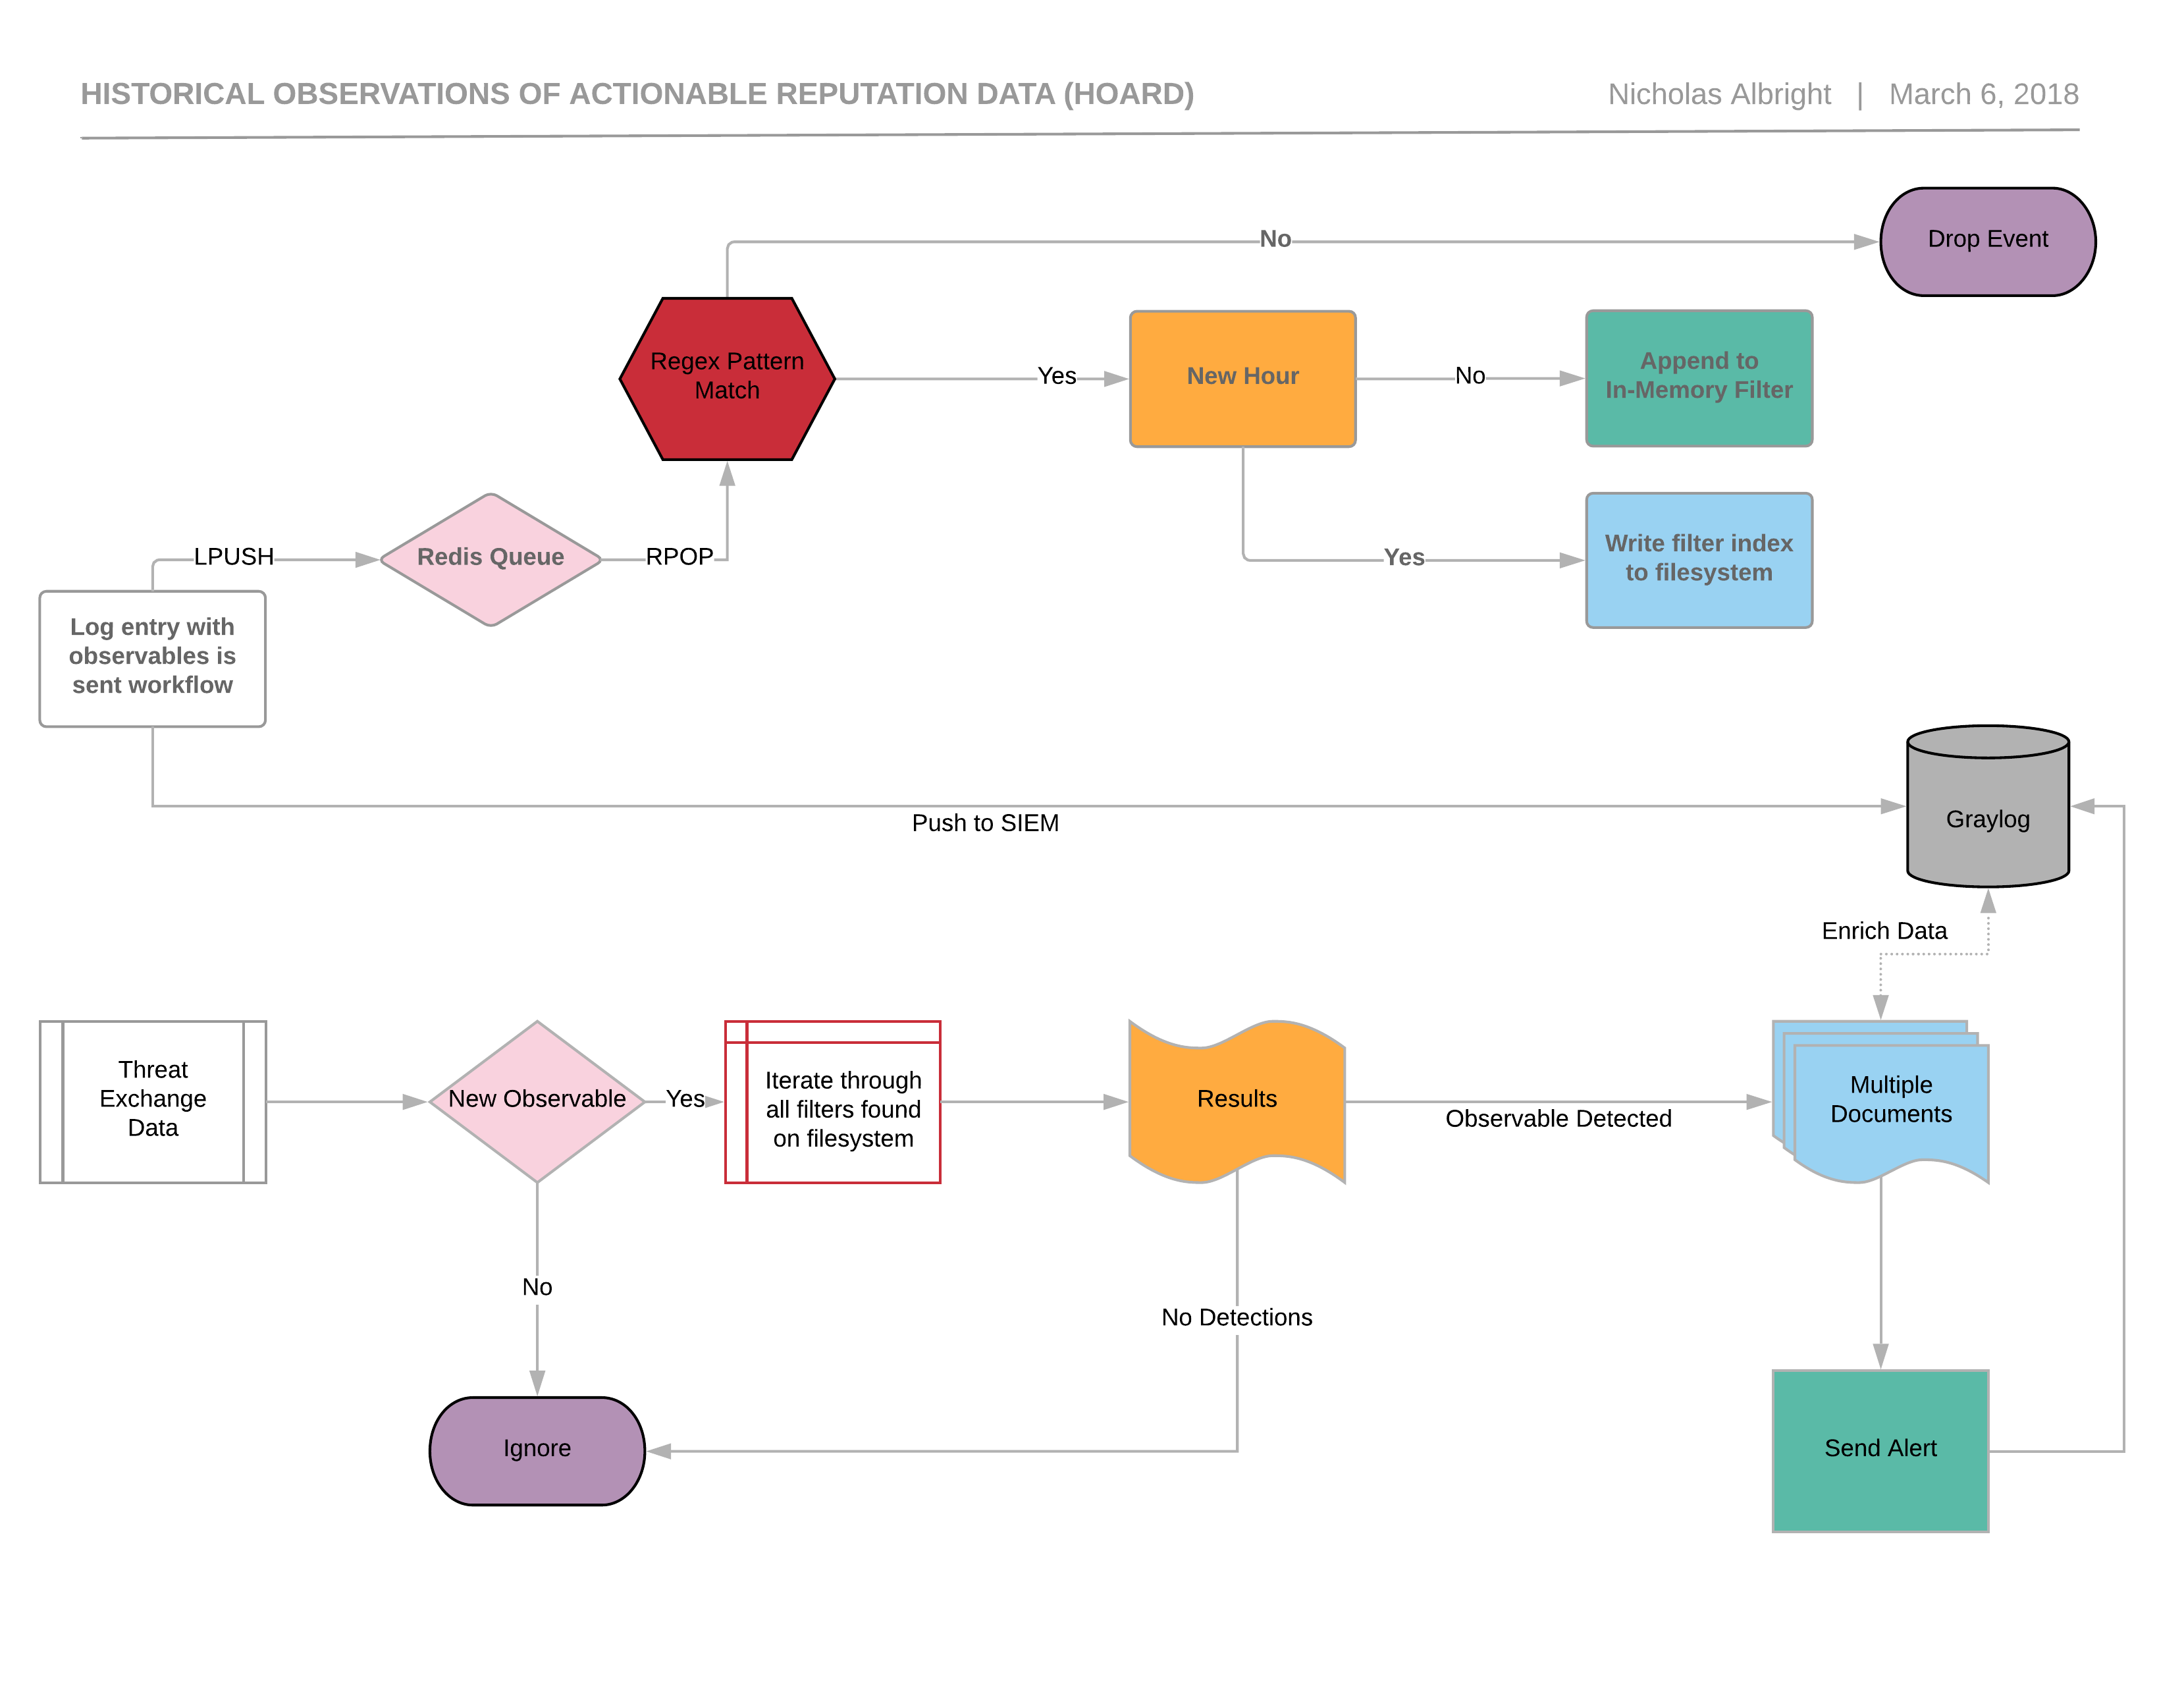 HISTORICAL OBSERVATIONS OF ACTIONABLE REPUTATION DATA (HOARD)
Nicholas Albright | March 6, 2018
No
Drop Event
Regex Pattern
Match
Yes
New Hour
No
Append to
In-Memory Filter
LPUSH
Redis Queue
RPOP
Yes
Write filter index
to filesystem
Log entry with
observables is
sent workflow
Push to SIEM
Graylog
Enrich Data
Threat
Exchange
Data
New Observable
Yes
Iterate through
all filters found
on filesystem
Results
Observable Detected
Multiple
Documents
No
No Detections
Ignore
Send Alert